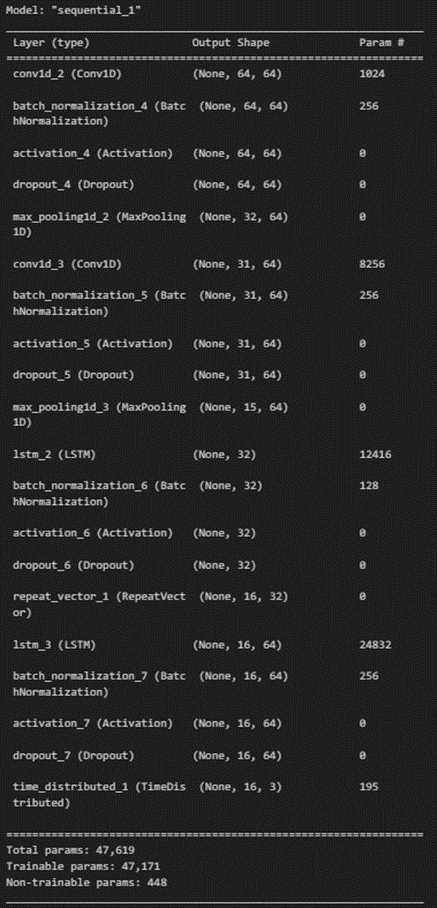 Model: "sequential_1"
Layer (type) Output Shape Param #
conv1d_2 (Conv1D) (None, 64, 64) 1024
batch_normalization_4 (Batc (None, 64, 64) 256
hNormalization)
activation_4 (Activation) (None, 64, 64) 0
dropout_4 (Dropout) (None, 64, 64) 0
max_pooling1d_2 (MaxPooling (None, 32, 64) 0
1D)
conv1d_3 (Conv1D) (None, 31, 64) 8256
batch_normalization_5 (Batc (None, 31, 64) 256
hNormalization)
activation_5 (Activation) (None, 31, 64) 0
dropout_5 (Dropout) (None, 31, 64) 0
max_pooling1d_3 (MaxPooling (None, 15, 64) 0
1D)
lstm_2 (LSTM) (None, 32) 12416
batch_normalization_6 (Batc (None, 32) 128
hNormalization)
activation_6 (Activation) (None, 32) 0
dropout_6 (Dropout) (None, 32) 0
repeat_vector_1 (RepeatVect (None, 16, 32) 0
or)
lstm_3 (LSTM) (None, 16, 64) 24832
batch_normalization_7 (Batc (None, 16, 64) 256
hNormalization)
activation_7 (Activation) (None, 16, 64) 0
dropout_7 (Dropout) (None, 16, 64) 0
time_distributed_1 (TimeDis (None, 16, 3) 195
tributed)
Total params: 47,619
Trainable params: 47,171
Non-trainable params: 448